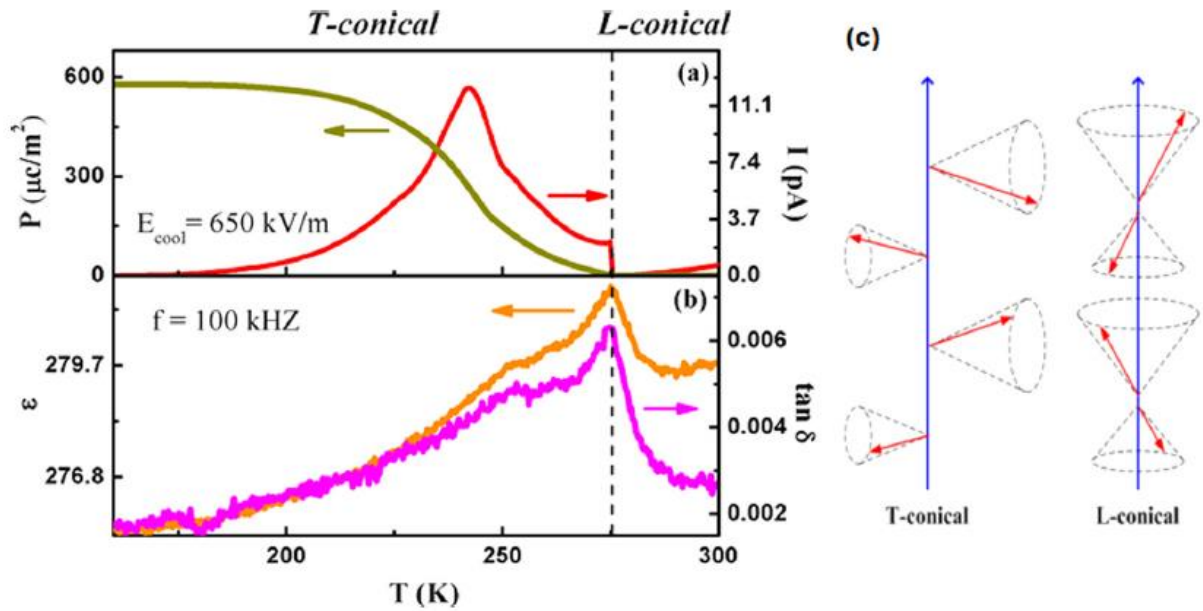 T-conical L-conical
(a)
600
300
0
P (μc/m²)
E_cool = 650 kV/m
11.1
7.4
3.7
0.0
I (pA)
(b)
f = 100 kHZ
279.7
276.8
ε
0.006
0.004
0.002
tan δ
200 250 300
T (K)
(c)
T-conical L-conical